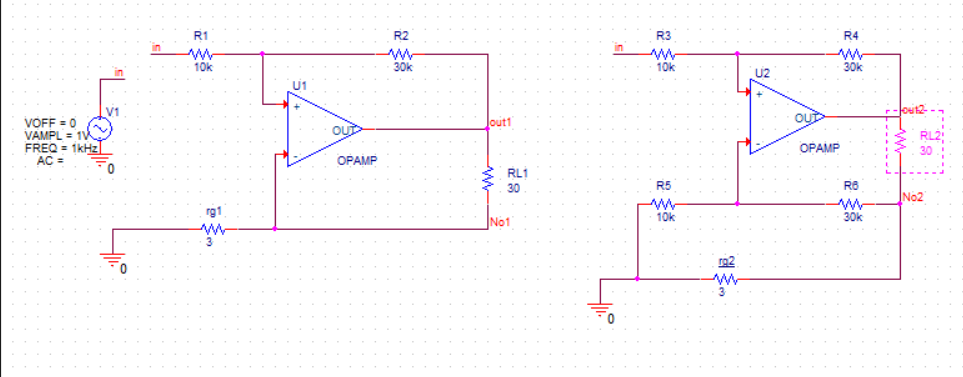 in
R1
10k
R2
30k
in
V1
VOFF = 0
VAMPL = 1V
FREQ = 1kHz
AC =
0
U1
+
-
OUT
OPAMP
out1
RL1
30
No1
rg1
3
0
in
R3
10k
R4
30k
U2
+
-
OUT
OPAMP
out2
RL2
30
R5
10k
R6
30k
No2
rg2
3
0